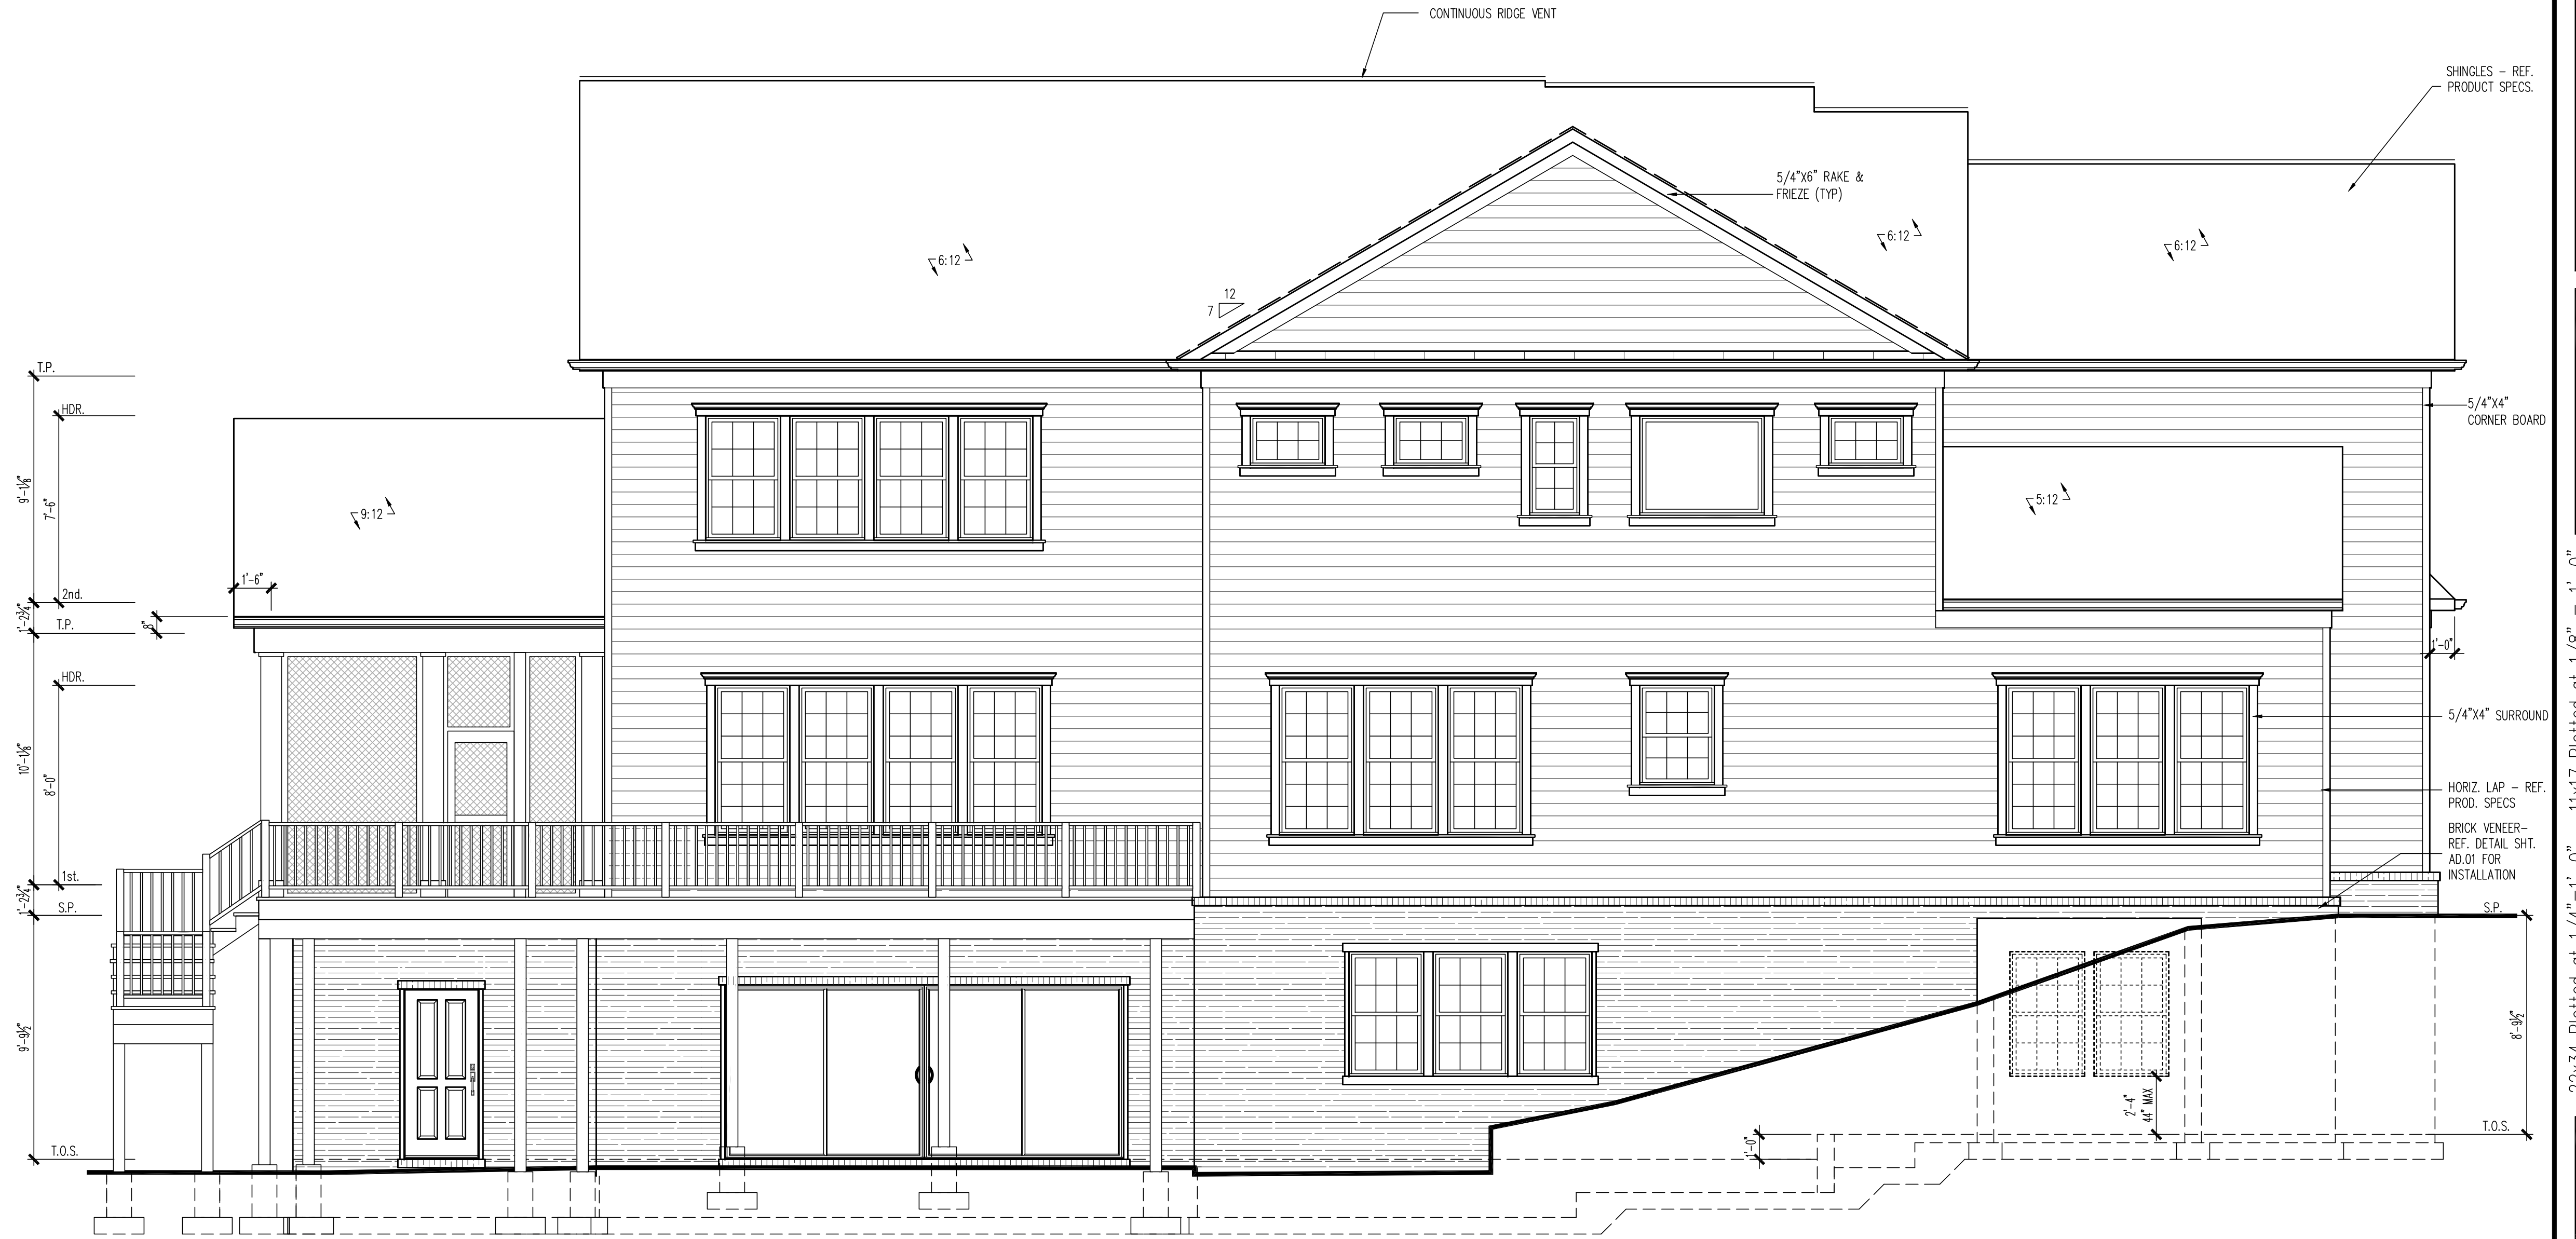 CONTINUOUS RIDGE VENT
SHINGLES - REF.
PRODUCT SPECS.
5/4"X6" RAKE &
FRIEZE (TYP)
6:12
6:12
6:12
12
7
T.P.
HDR.
5/4"X4"
CORNER BOARD
9'-1⅛"
7'-6"
9:12
5:12
1'-6"
2nd.
1'-2¾"
8"
T.P.
1'-0"
HDR.
5/4"X4" SURROUND
10'-1⅛"
8'-0"
HORIZ. LAP - REF.
PROD. SPECS
BRICK VENEER-
REF. DETAIL SHT.
AD.01 FOR
INSTALLATION
1st.
1'-2¾"
S.P.
S.P.
9'-9½"
8'-9½"
2'-4"
44" MAX
T.O.S.
1'-0"
T.O.S.